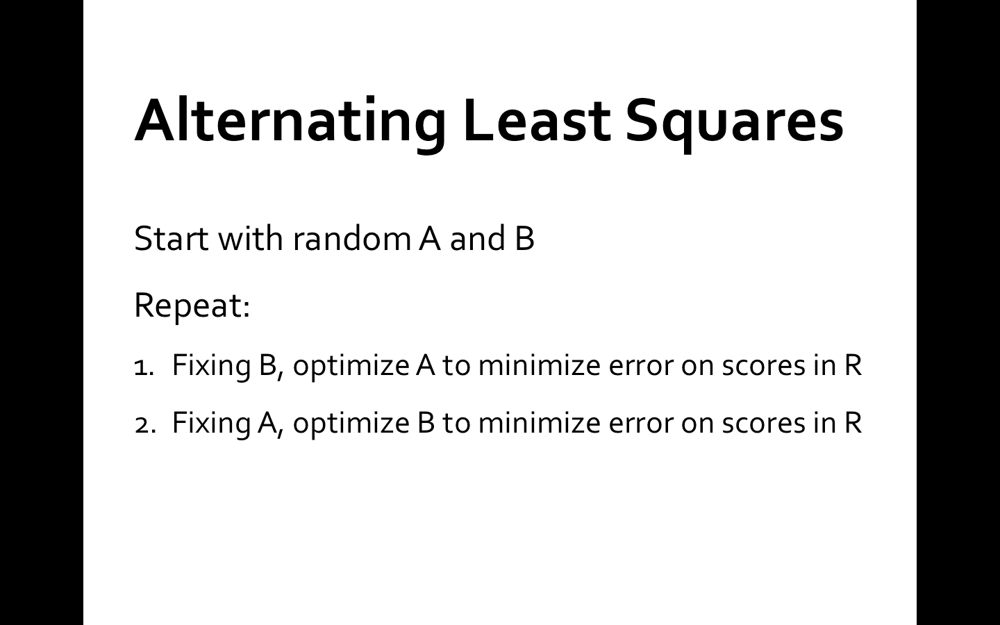 Alternating Least Squares
Start with random A and B
Repeat:
1. Fixing B, optimize A to minimize error on scores in R
2. Fixing A, optimize B to minimize error on scores in R